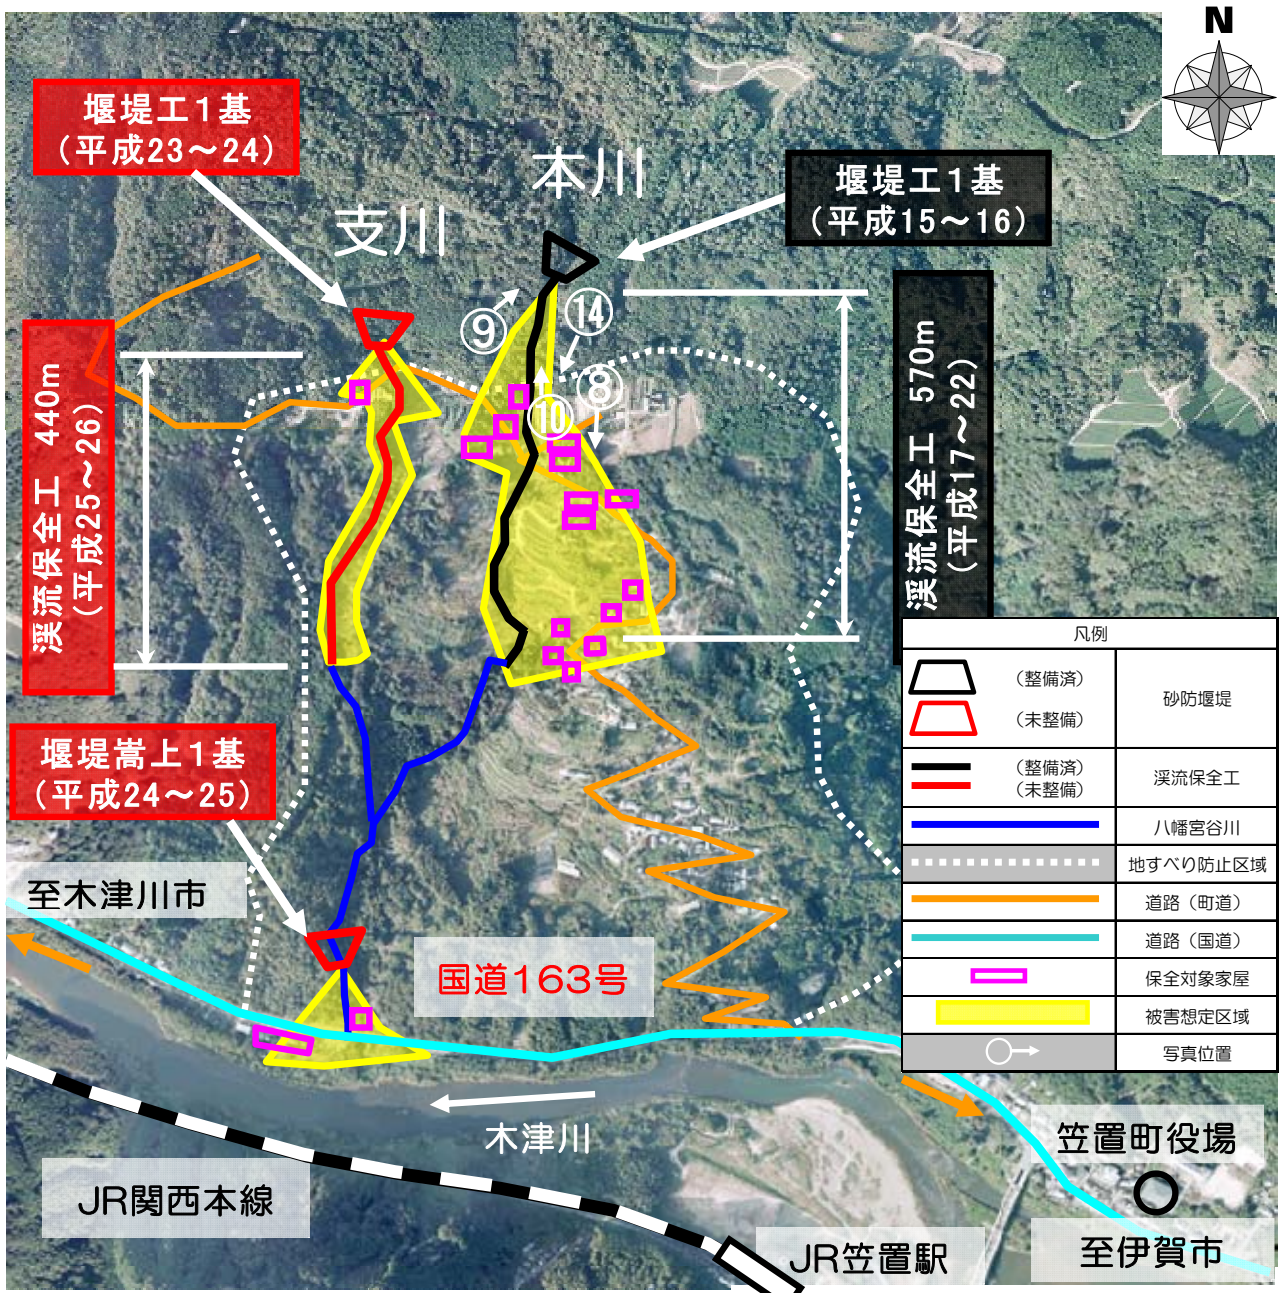 N
堰堤工１基
（平成23～24）
本川
堰堤工１基
（平成15～16）
支川
⑨
⑭
⑧
⑩
渓流保全工 440m
（平成25～26）
渓流保全工 570m
（平成17～22）
凡例
（整備済）
（未整備）
砂防堰堤
（整備済）
（未整備）
渓流保全工
八幡宮谷川
地すべり防止区域
道路（町道）
道路（国道）
保全対象家屋
被害想定区域
写真位置
堰堤嵩上１基
（平成24～25）
至木津川市
国道163号
木津川
笠置町役場
JR関西本線
JR笠置駅
至伊賀市